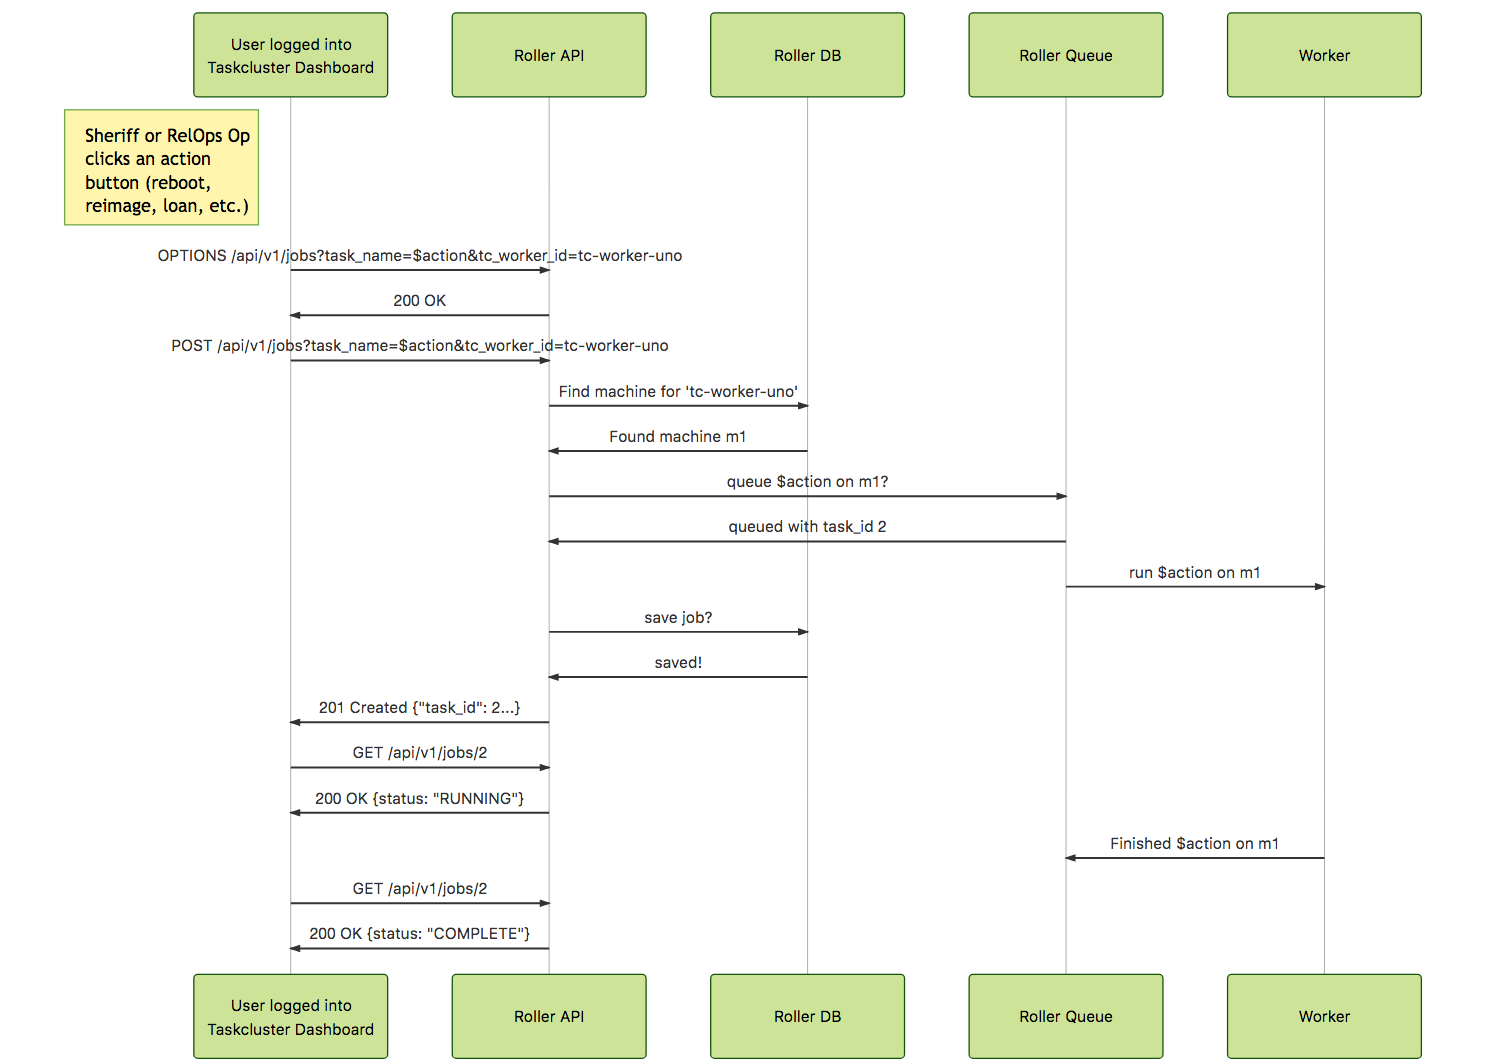 User logged into
Taskcluster Dashboard
Roller API
Roller DB
Roller Queue
Worker
Sheriff or RelOps Op
clicks an action
button (reboot,
reimage, loan, etc.)
OPTIONS /api/v1/jobs?task_name=$action&tc_worker_id=tc-worker-uno
200 OK
POST /api/v1/jobs?task_name=$action&tc_worker_id=tc-worker-uno
Find machine for 'tc-worker-uno'
Found machine m1
queue $action on m1?
queued with task_id 2
run $action on m1
save job?
saved!
201 Created {"task_id": 2...}
GET /api/v1/jobs/2
200 OK {status: "RUNNING"}
Finished $action on m1
GET /api/v1/jobs/2
200 OK {status: "COMPLETE"}
User logged into
Taskcluster Dashboard
Roller API
Roller DB
Roller Queue
Worker